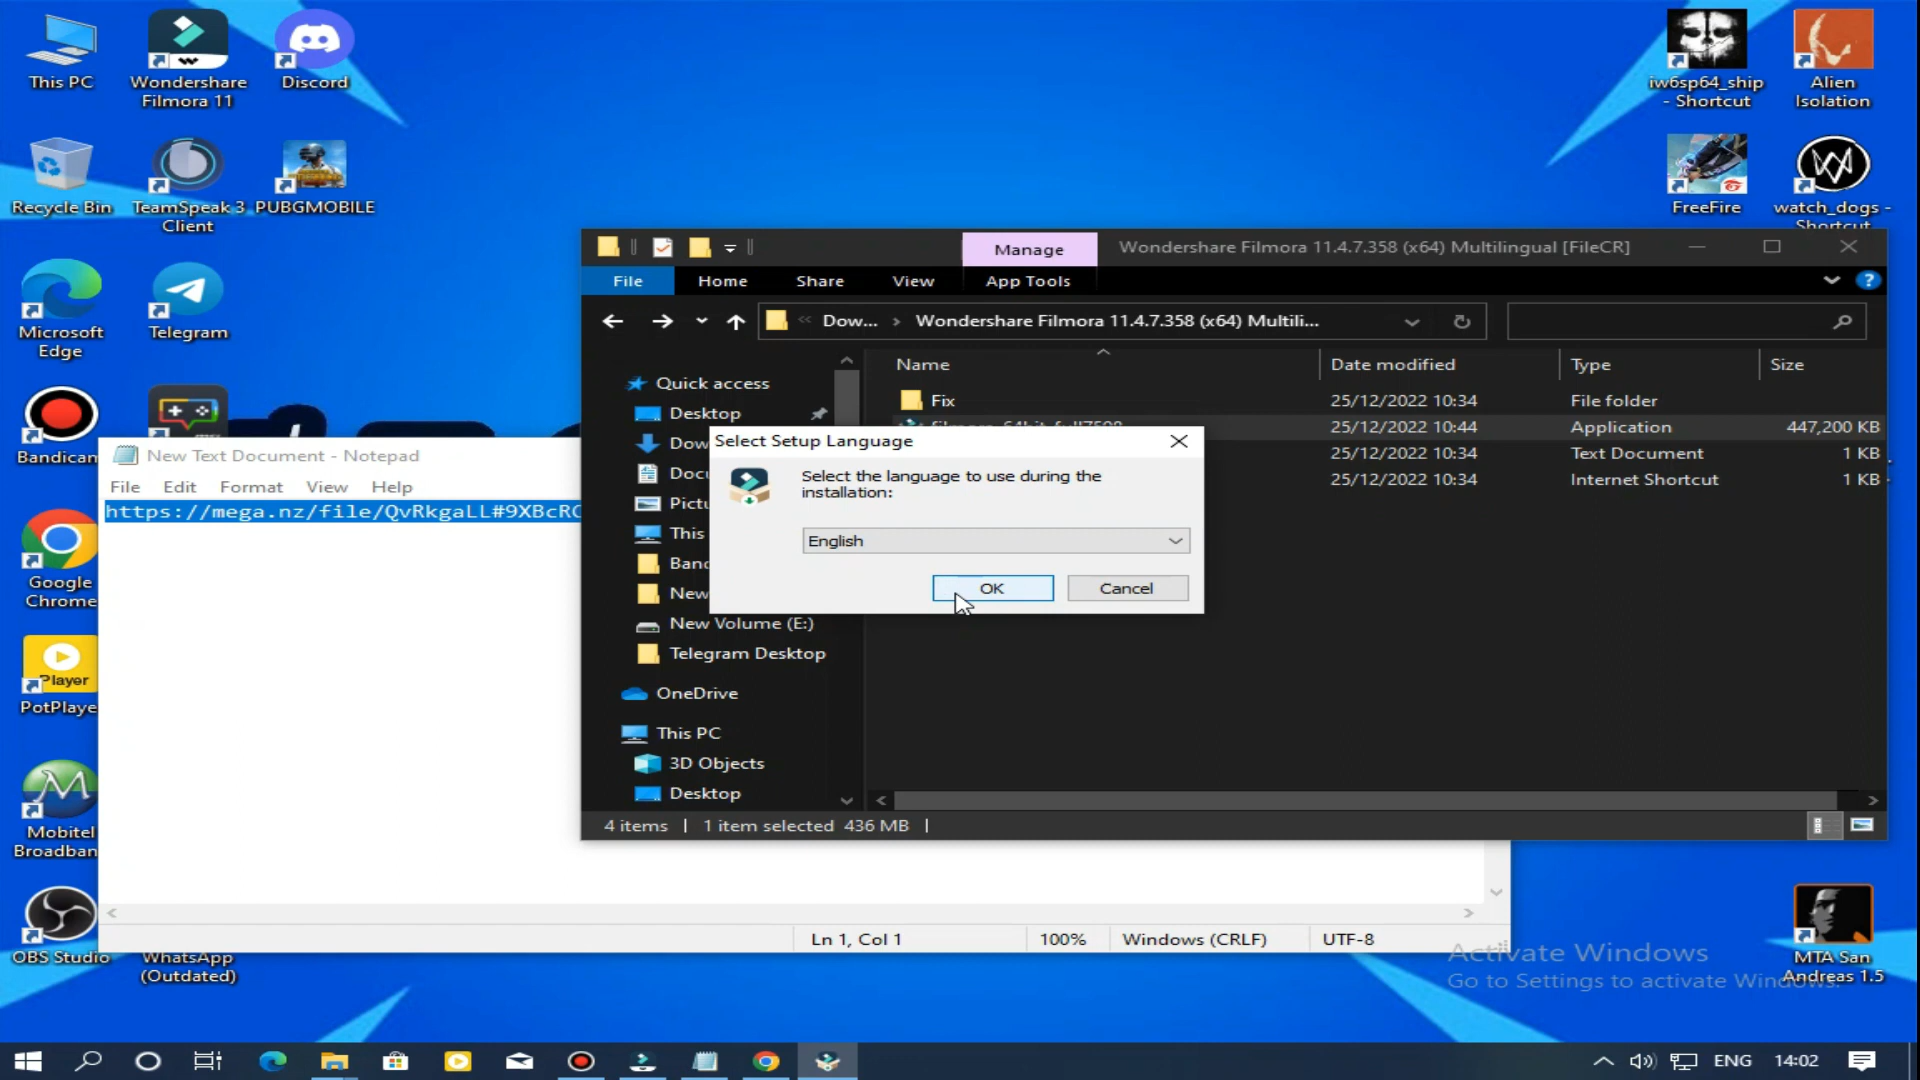 This PC
Wondershare
Filmora 11
Discord
iw6sp64_ship
- Shortcut
Alien
Isolation
Recycle Bin
TeamSpeak 3
Client
PUBGMOBILE
FreeFire
watch_dogs -
Shortcut
Manage
Wondershare Filmora 11.4.7.358 (x64) Multilingual [FileCR]
File
Home
Share
View
App Tools
Microsoft
Edge
Telegram
Dow...
Wondershare Filmora 11.4.7.358 (x64) Multili...
Name
Date modified
Type
Size
Quick access
Desktop
Fix
25/12/2022 10:34
File folder
25/12/2022 10:44
Application
447,200 KB
25/12/2022 10:34
Text Document
1 KB
25/12/2022 10:34
Internet Shortcut
1 KB
Dow
Docu
Pictu
This
Band
New
New Volume (E:)
Telegram Desktop
OneDrive
This PC
3D Objects
Desktop
4 items
1 item selected 436 MB
Select Setup Language
Select the language to use during the
installation:
English
OK
Cancel
Bandicam
New Text Document - Notepad
File Edit Format View Help
https://mega.nz/file/QvRkgaLL#9XBcRC
Google
Chrome
Player
PotPlaye
Mobitel
Broadban
OBS Studio
WhatsApp
(Outdated)
Ln 1, Col 1
100%
Windows (CRLF)
UTF-8
Activate Windows
Go to Settings to activate Windows.
MTA San
Andreas 1.5
ENG
14:02